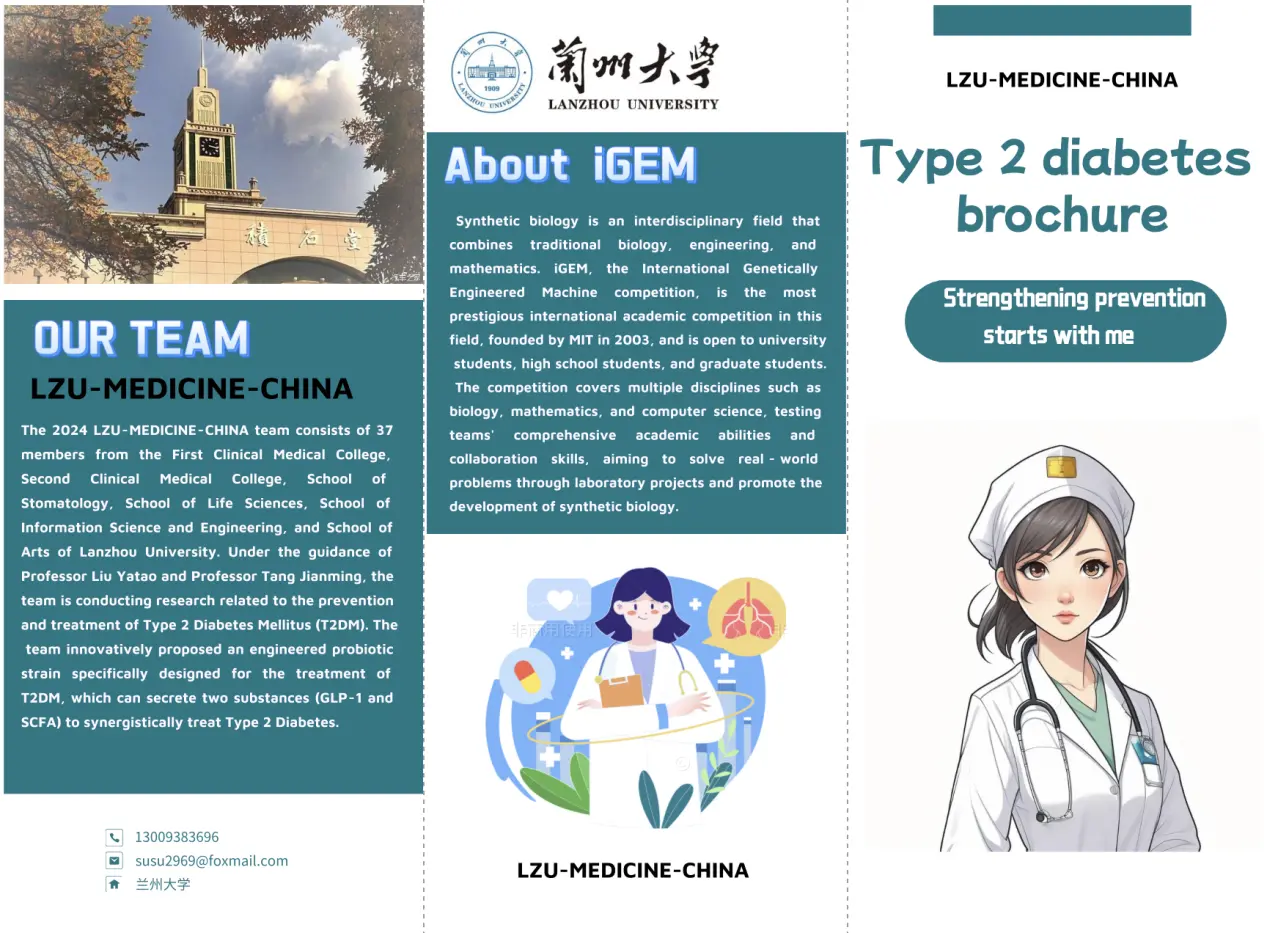 積石堂
OUR TEAM
LZU-MEDICINE-CHINA
The 2024 LZU-MEDICINE-CHINA team consists of 37
members from the First Clinical Medical College,
Second Clinical Medical College, School of
Stomatology, School of Life Sciences, School of
Information Science and Engineering, and School of
Arts of Lanzhou University. Under the guidance of
Professor Liu Yatao and Professor Tang Jianming, the
team is conducting research related to the prevention
and treatment of Type 2 Diabetes Mellitus (T2DM). The
team innovatively proposed an engineered probiotic
strain specifically designed for the treatment of
T2DM, which can secrete two substances (GLP-1 and
SCFA) to synergistically treat Type 2 Diabetes.
13009383696
susu2969@foxmail.com
兰州大学
兰州大学
1909
LANZHOU UNIVERSITY
蘭州大學
LANZHOU UNIVERSITY
About iGEM
Synthetic biology is an interdisciplinary field that
combines traditional biology, engineering, and
mathematics. iGEM, the International Genetically
Engineered Machine competition, is the most
prestigious international academic competition in this
field, founded by MIT in 2003, and is open to university
students, high school students, and graduate students.
The competition covers multiple disciplines such as
biology, mathematics, and computer science, testing
teams' comprehensive academic abilities and
collaboration skills, aiming to solve real - world
problems through laboratory projects and promote the
development of synthetic biology.
非商用使用
LZU-MEDICINE-CHINA
LZU-MEDICINE-CHINA
Type 2 diabetes
brochure
Strengthening prevention
starts with me